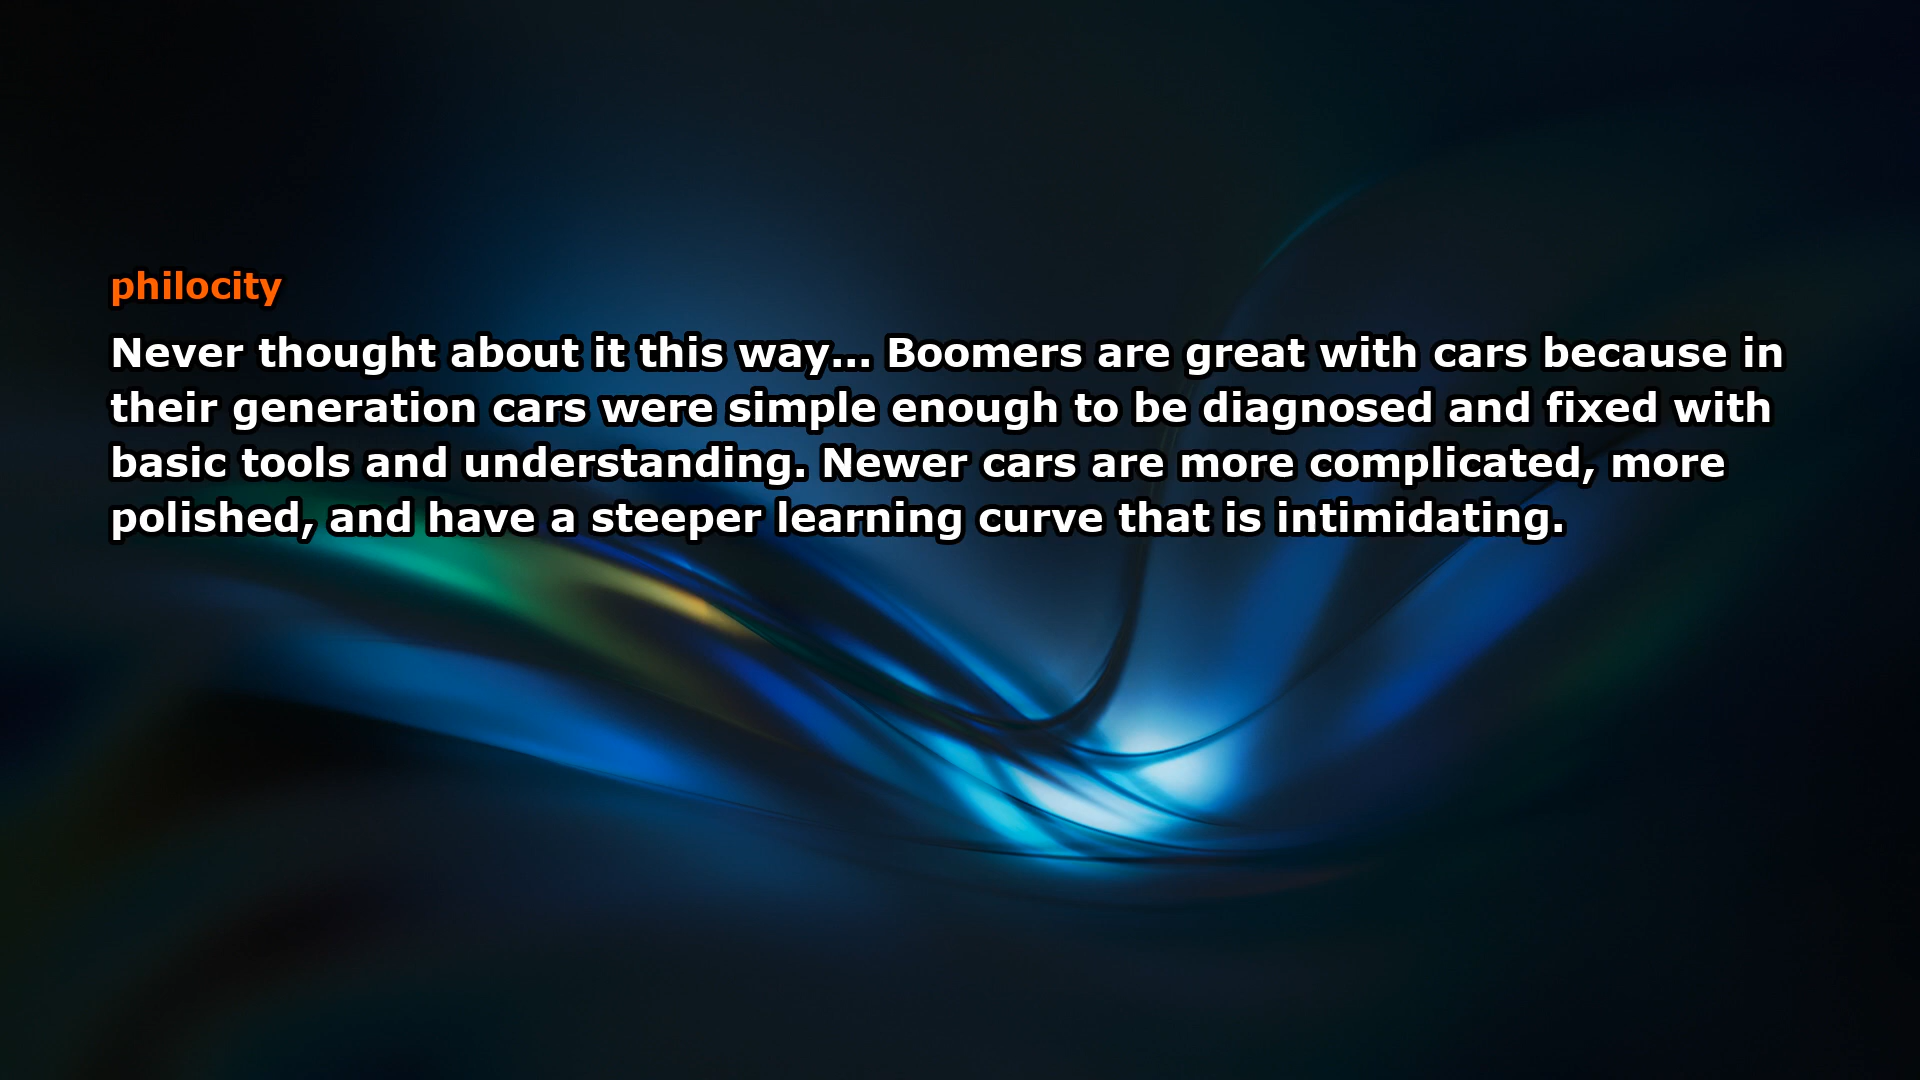 philocity
Never thought about it this way... Boomers are great with cars because in
their generation cars were simple enough to be diagnosed and fixed with
basic tools and understanding. Newer cars are more complicated, more
polished, and have a steeper learning curve that is intimidating.